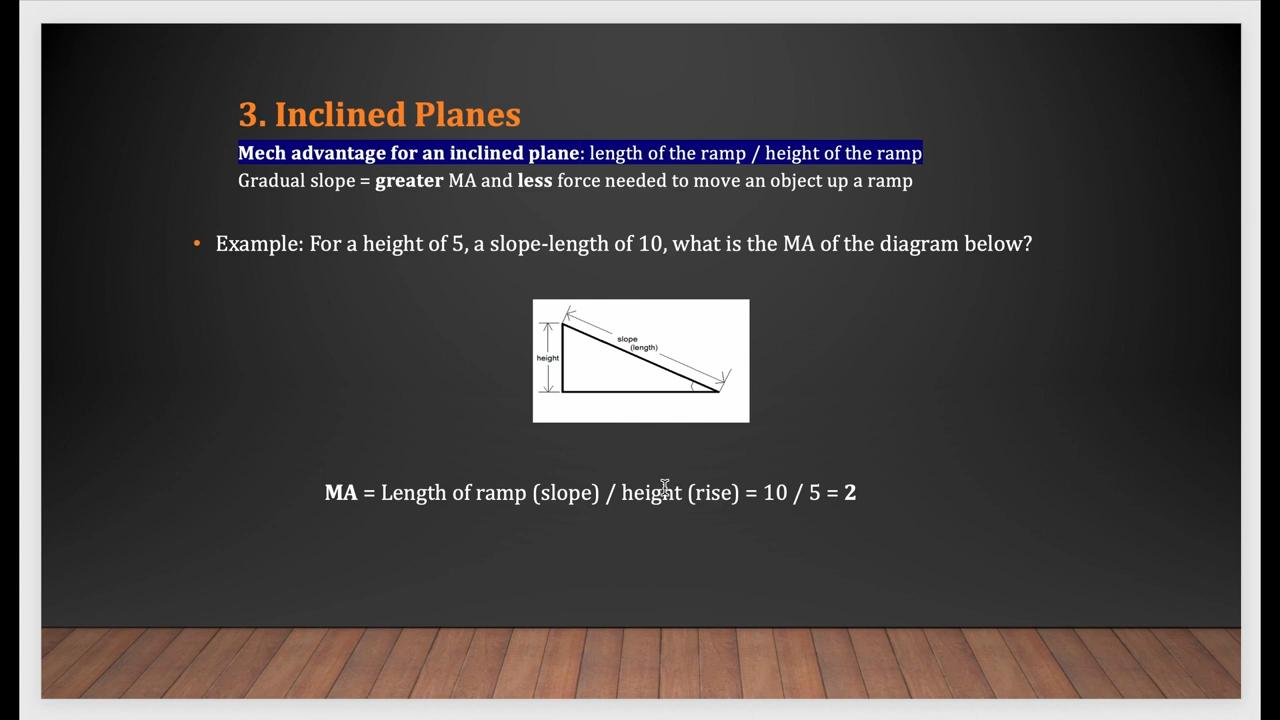 3. Inclined Planes
Mech advantage for an inclined plane: length of the ramp / height of the ramp
Gradual slope = greater MA and less force needed to move an object up a ramp
• Example: For a height of 5, a slope-length of 10, what is the MA of the diagram below?
slope
(length)
height
MA = Length of ramp (slope) / height (rise) = 10 / 5 = 2